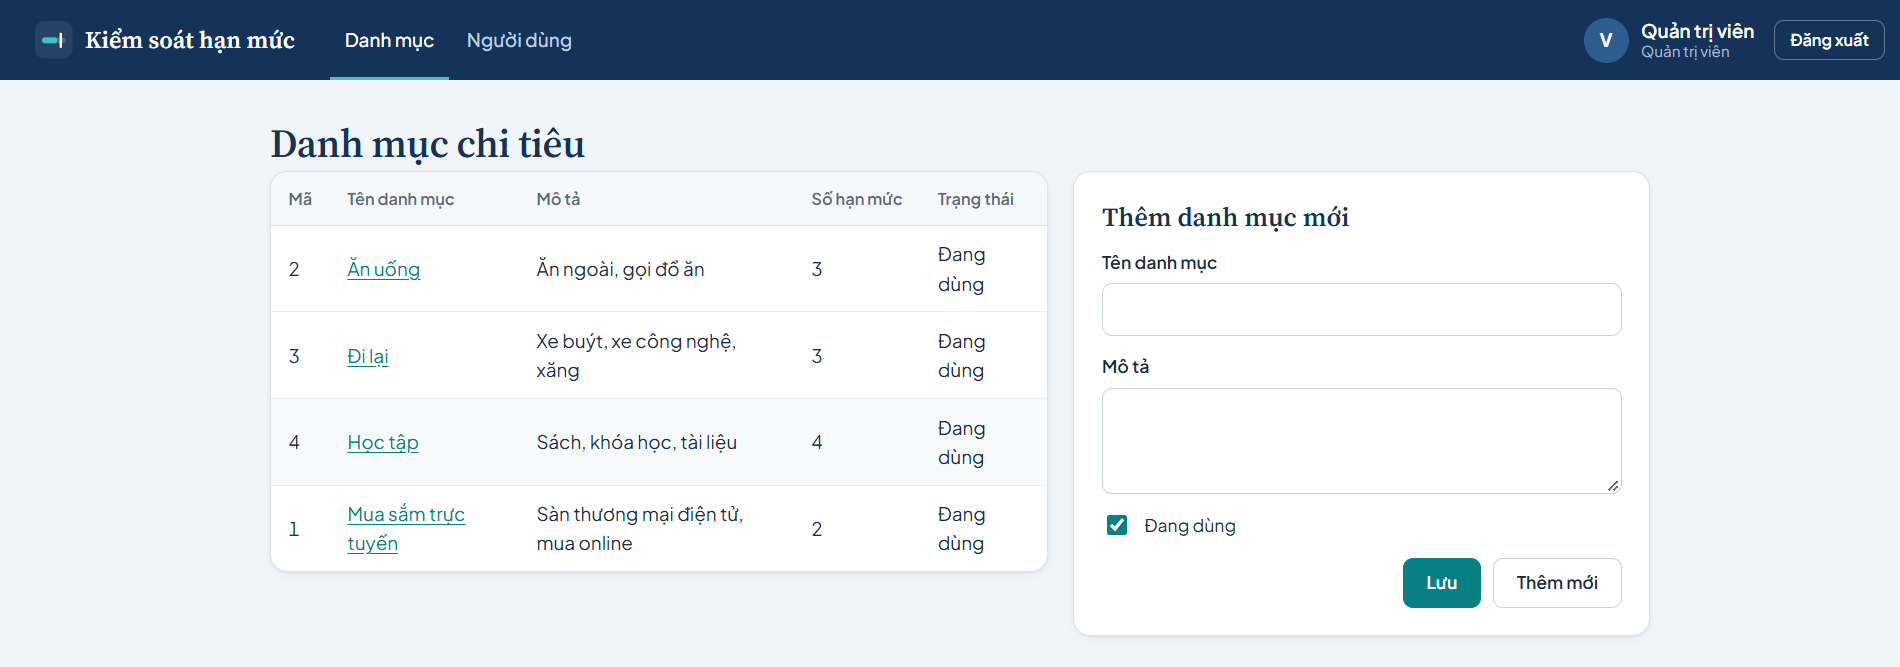 Kiểm soát hạn mức
Danh mục
Người dùng
V
Quản trị viên
Quản trị viên
Đăng xuất
Danh mục chi tiêu
Mã Tên danh mục Mô tả Số hạn mức Trạng thái
2 Ăn uống Ăn ngoài, gọi đồ ăn 3 Đang
dùng
3 Đi lại Xe buýt, xe công nghệ,
xăng 3 Đang
dùng
4 Học tập Sách, khóa học, tài liệu 4 Đang
dùng
1 Mua sắm trực
tuyến Sàn thương mại điện tử,
mua online 2 Đang
dùng
Thêm danh mục mới
Tên danh mục
Mô tả
Đang dùng
Lưu
Thêm mới